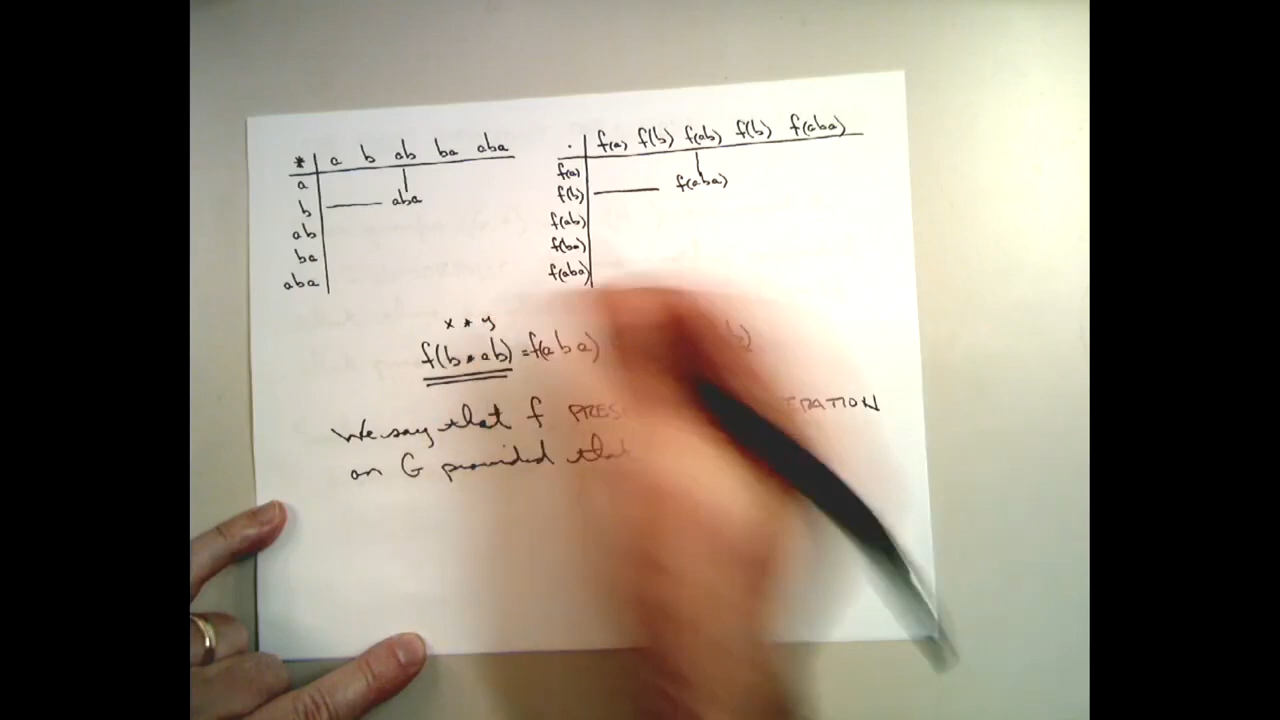 * a b ab ba aba
a
b aba
ab
ba
aba
· f(a) f(b) f(ab) f(b) f(aba)
f(a)
f(b) f(aba)
f(ab)
f(ba)
f(aba)
x * y
f(b * ab) = f(a b a) b)
We say that f PRES ERATION
on G provided that